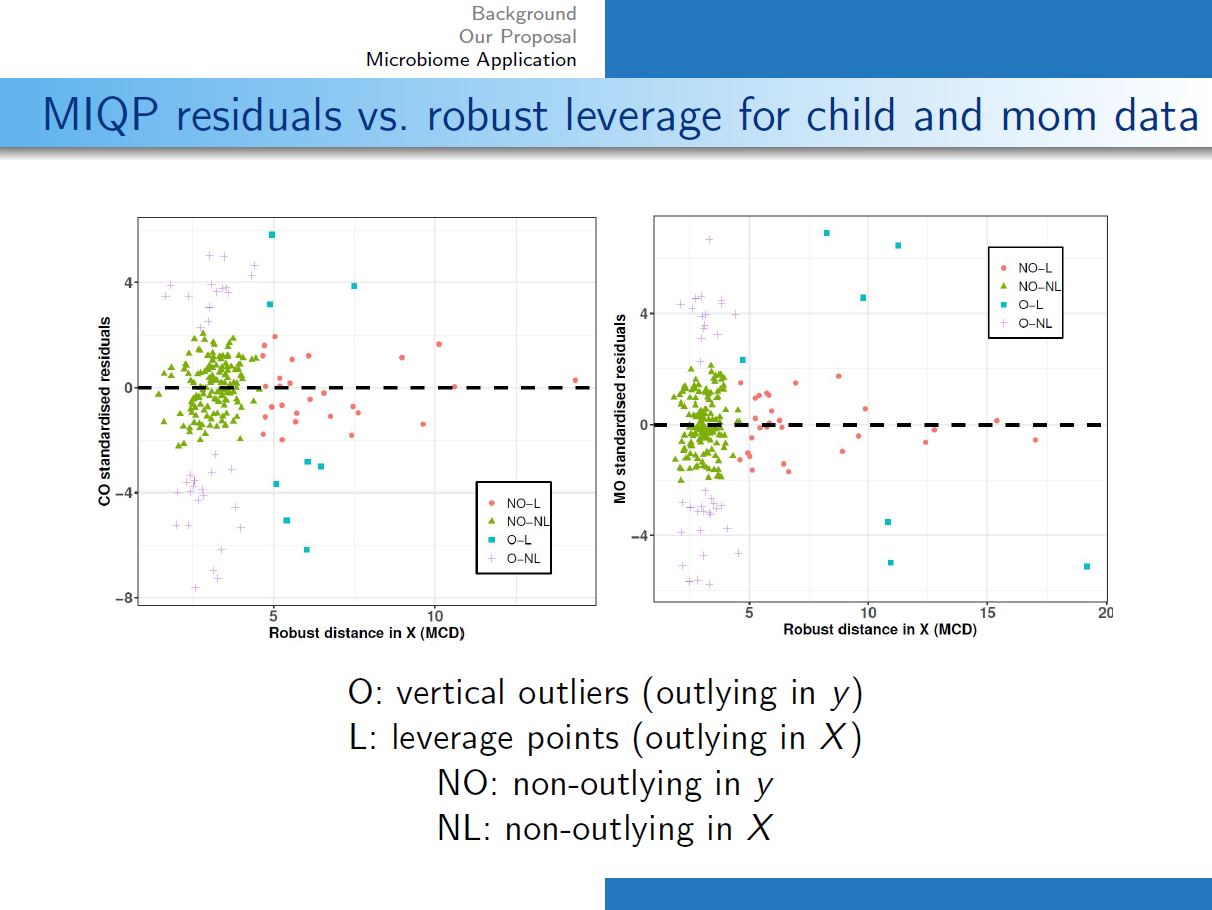 Background
Our Proposal
Microbiome Application
MIQP residuals vs. robust leverage for child and mom data
CO standardised residuals
4
0
−4
−8
5
10
Robust distance in X (MCD)
NO−L
NO−NL
O−L
O−NL
MO standardised residuals
4
0
−4
5
10
15
20
Robust distance in X (MCD)
NO−L
NO−NL
O−L
O−NL
O: vertical outliers (outlying in y)
L: leverage points (outlying in X)
NO: non-outlying in y
NL: non-outlying in X